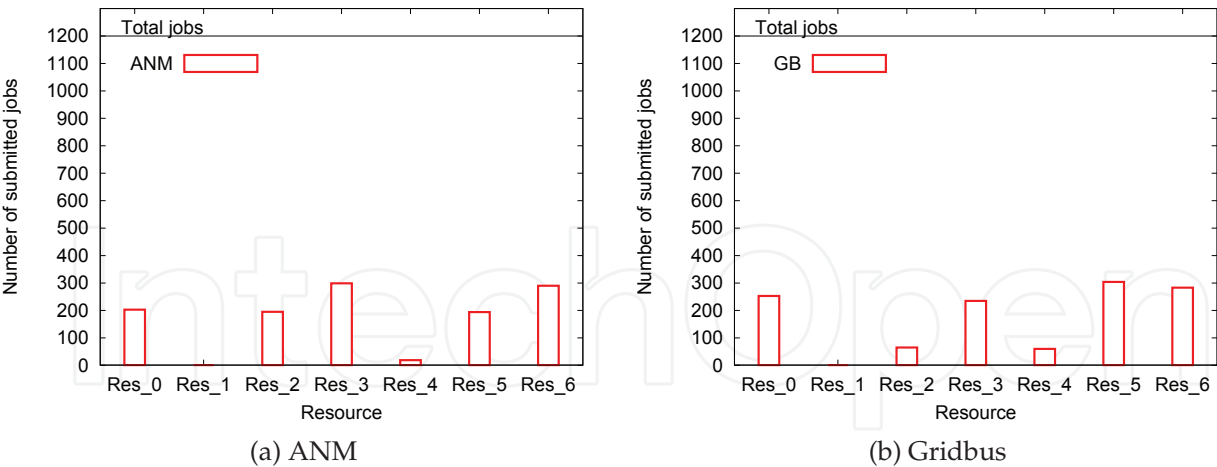 Total jobs
ANM
Number of submitted jobs
1200
1100
1000
900
800
700
600
500
400
300
200
100
0
Res_0 Res_1 Res_2 Res_3 Res_4 Res_5 Res_6
Resource
(a) ANM
Total jobs
GB
Number of submitted jobs
1200
1100
1000
900
800
700
600
500
400
300
200
100
0
Res_0 Res_1 Res_2 Res_3 Res_4 Res_5 Res_6
Resource
(b) Gridbus
IntechOpen